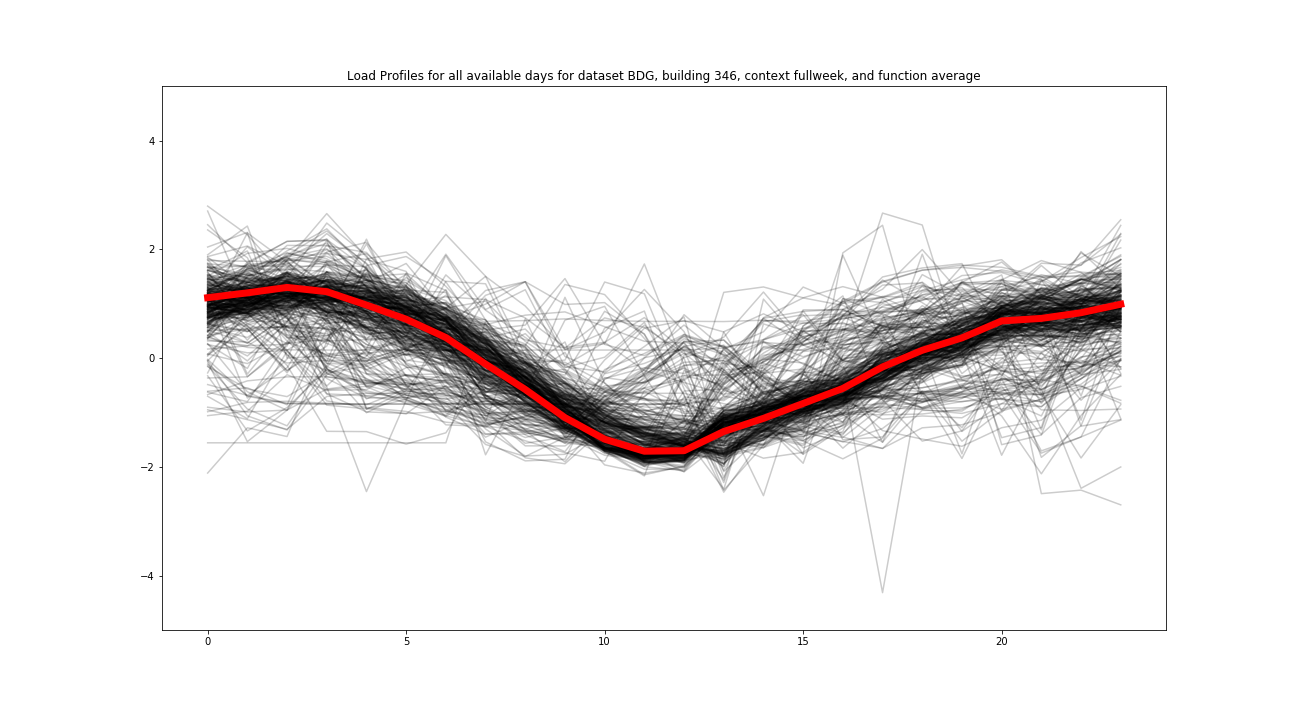 Load Profiles for all available days for dataset BDG, building 346, context fullweek, and function average
4
2
0
−2
−4
0 5 10 15 20